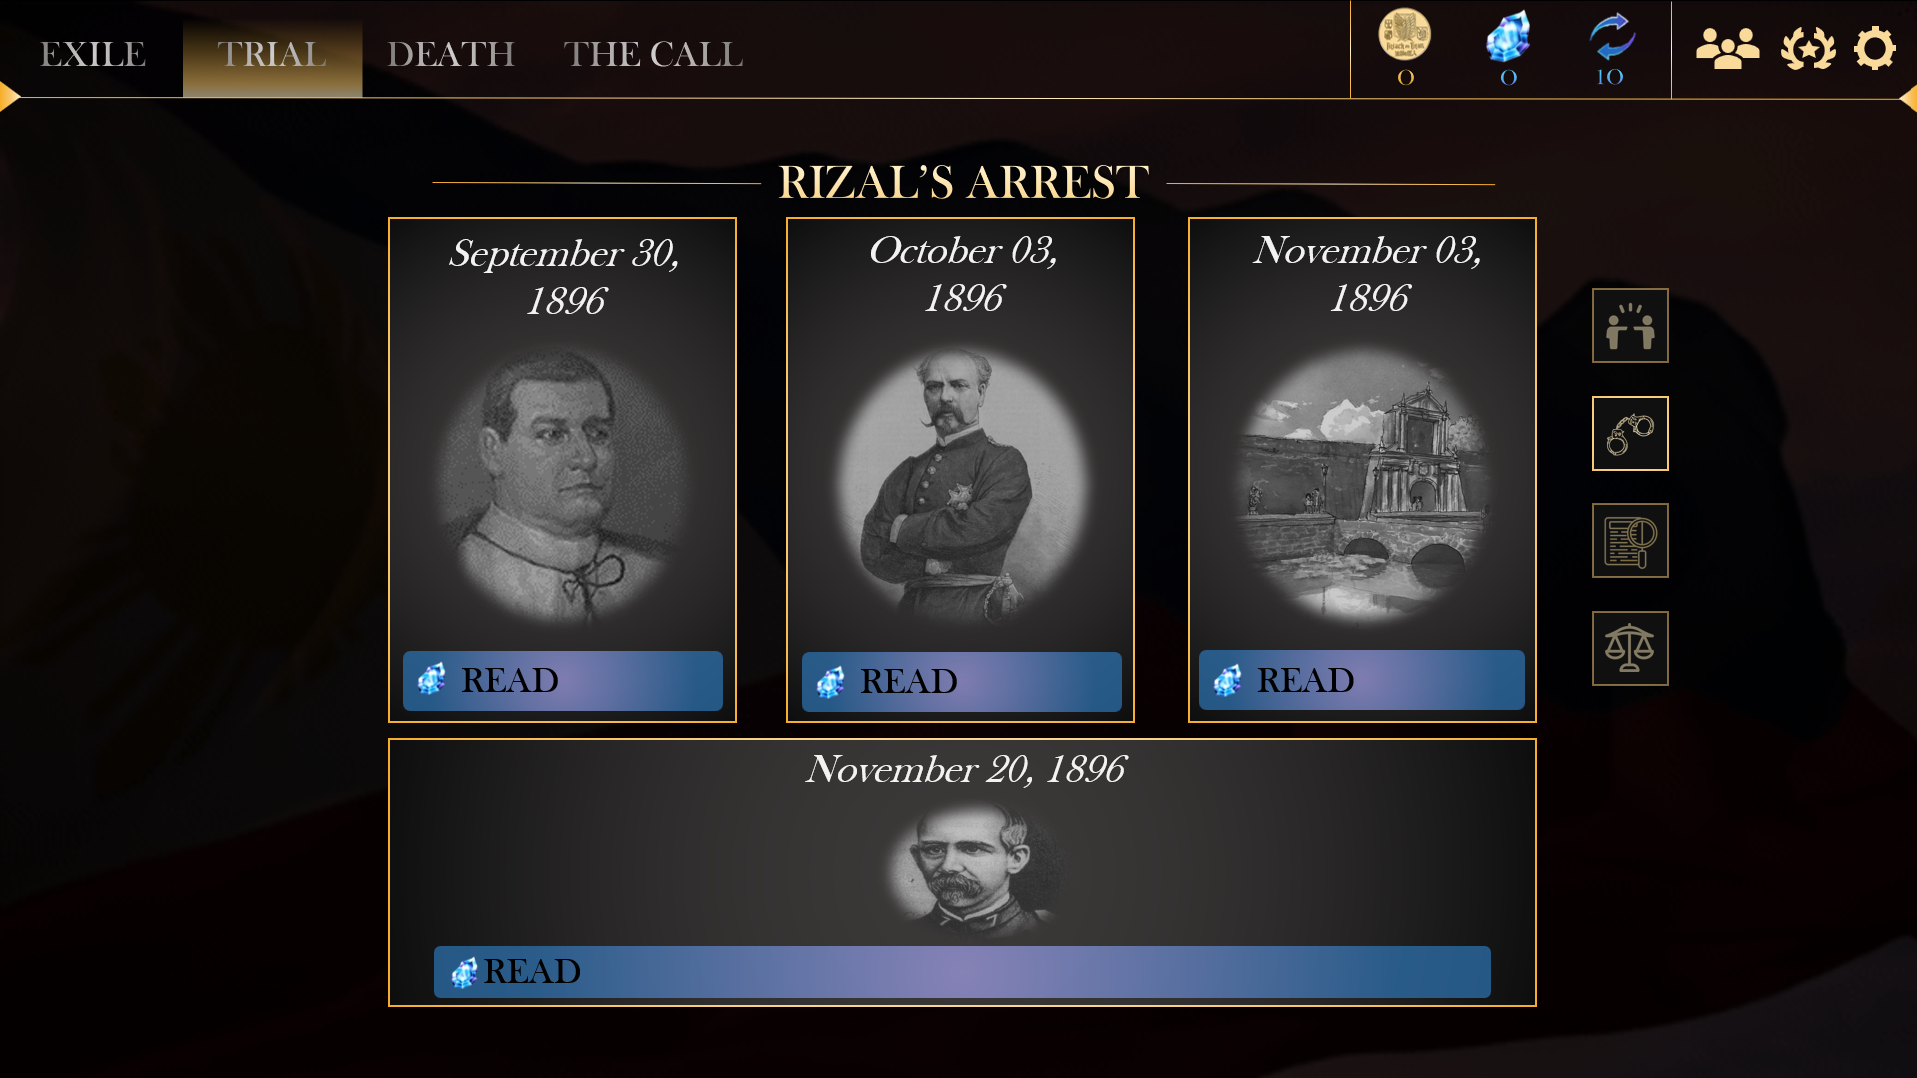 EXILE
TRIAL
DEATH
THE CALL
0
0
10
RIZAL’S ARREST
September 30,
1896
October 03,
1896
November 03,
1896
READ
READ
READ
November 20, 1896
READ